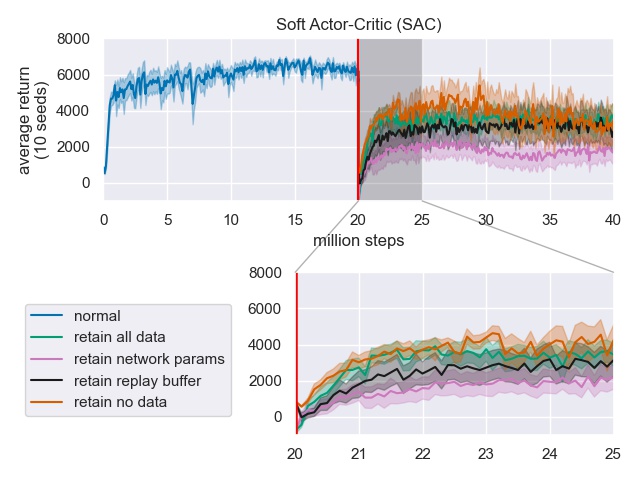 Soft Actor-Critic (SAC)
average return
(10 seeds)
8000
6000
4000
2000
0
0 5 10 15 20 25 30 35 40
million steps
8000
6000
4000
2000
0
20 21 22 23 24 25
normal
retain all data
retain network params
retain replay buffer
retain no data